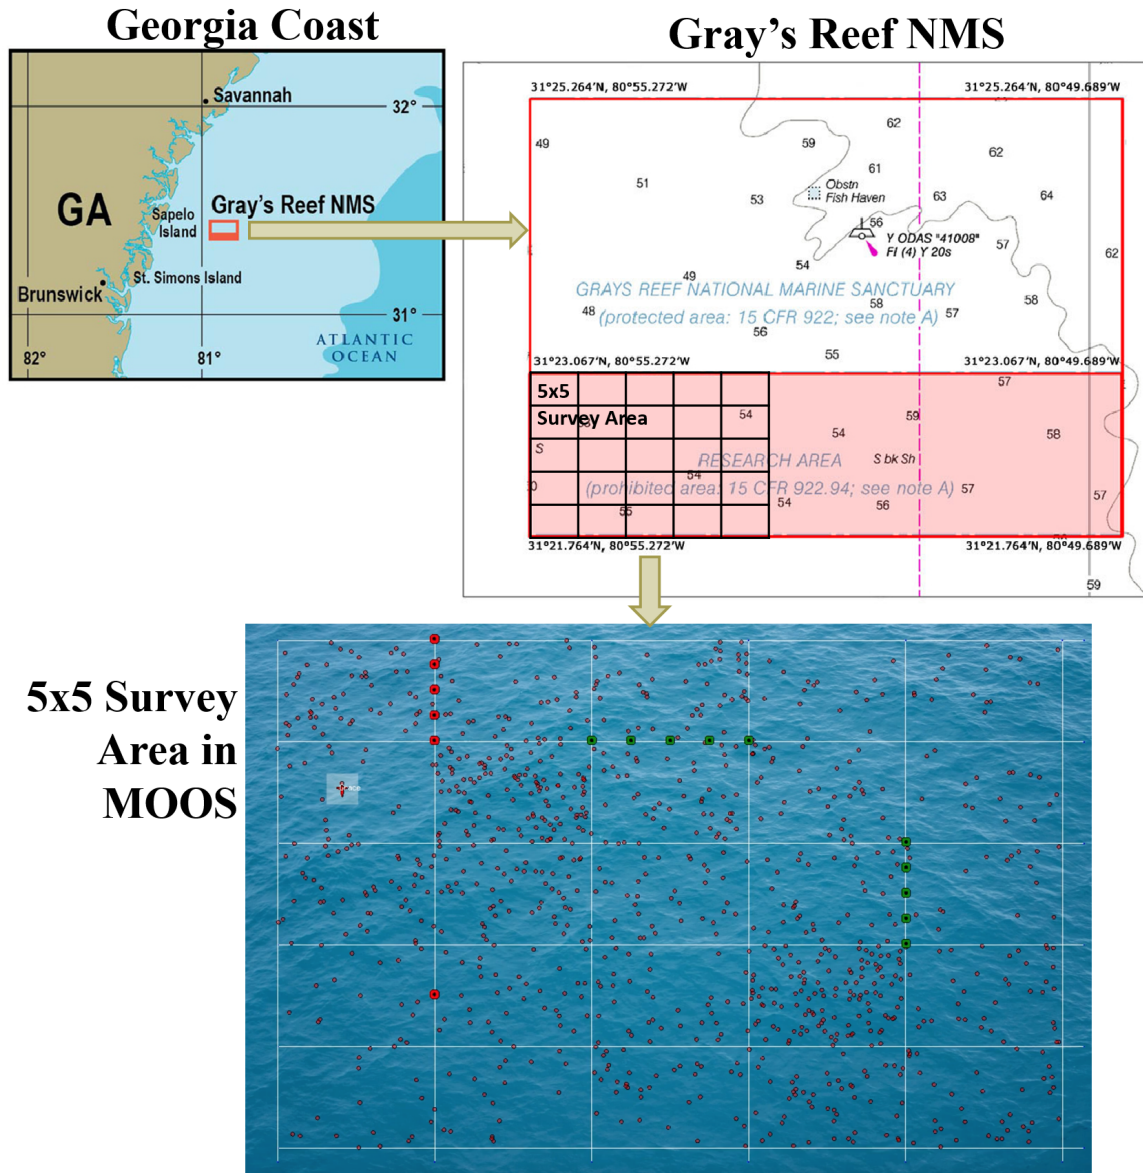 Georgia Coast
Savannah
32°
GA
Gray's Reef NMS
Sapelo
Island
St. Simons Island
Brunswick
31°
ATLANTIC
OCEAN
82°
81°
Gray's Reef NMS
31°25.264'N, 80°55.272'W
31°25.264'N, 80°49.689'W
62
49
59
62
61
51
Obstn
Fish Haven
53
63
64
56
Y ODAS "41008"
Fl (4) Y 20s
57
62
54
49
GRAYS REEF NATIONAL MARINE SANCTUARY
58
58
48
(protected area: 15 CFR 922; see note A)
57
56
55
31°23.067'N, 80°55.272'W
31°23.067'N, 80°49.689'W
57
5x5
Survey Area
54
59
54
58
S
RESEARCH AREA
S bk Sh
54
(prohibited area: 15 CFR 922.94; see note A)
57
57
54
56
55
31°21.764'N, 80°55.272'W
31°21.764'N, 80°49.689'W
59
5x5 Survey
Area in
MOOS